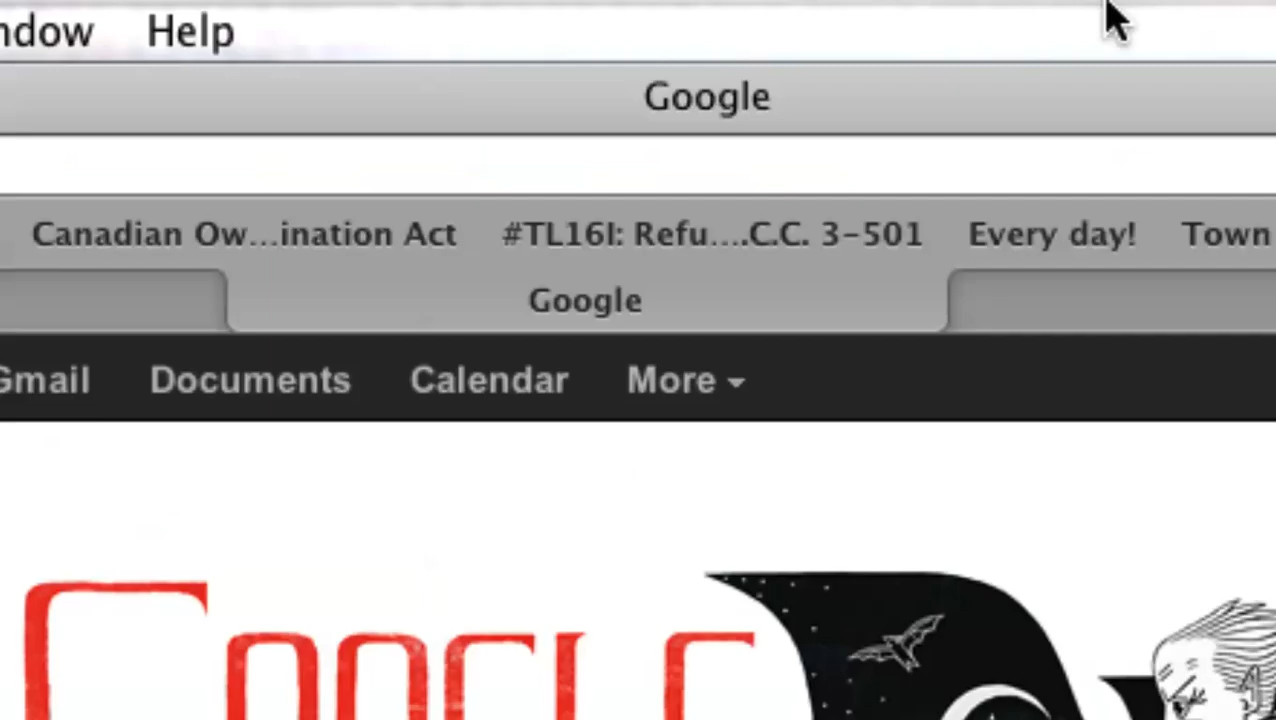 ndow Help
Google
Canadian Ow...ination Act #TL16I: Refu....C.C. 3-501 Every day! Town
Google
Gmail Documents Calendar More
GOOGLE